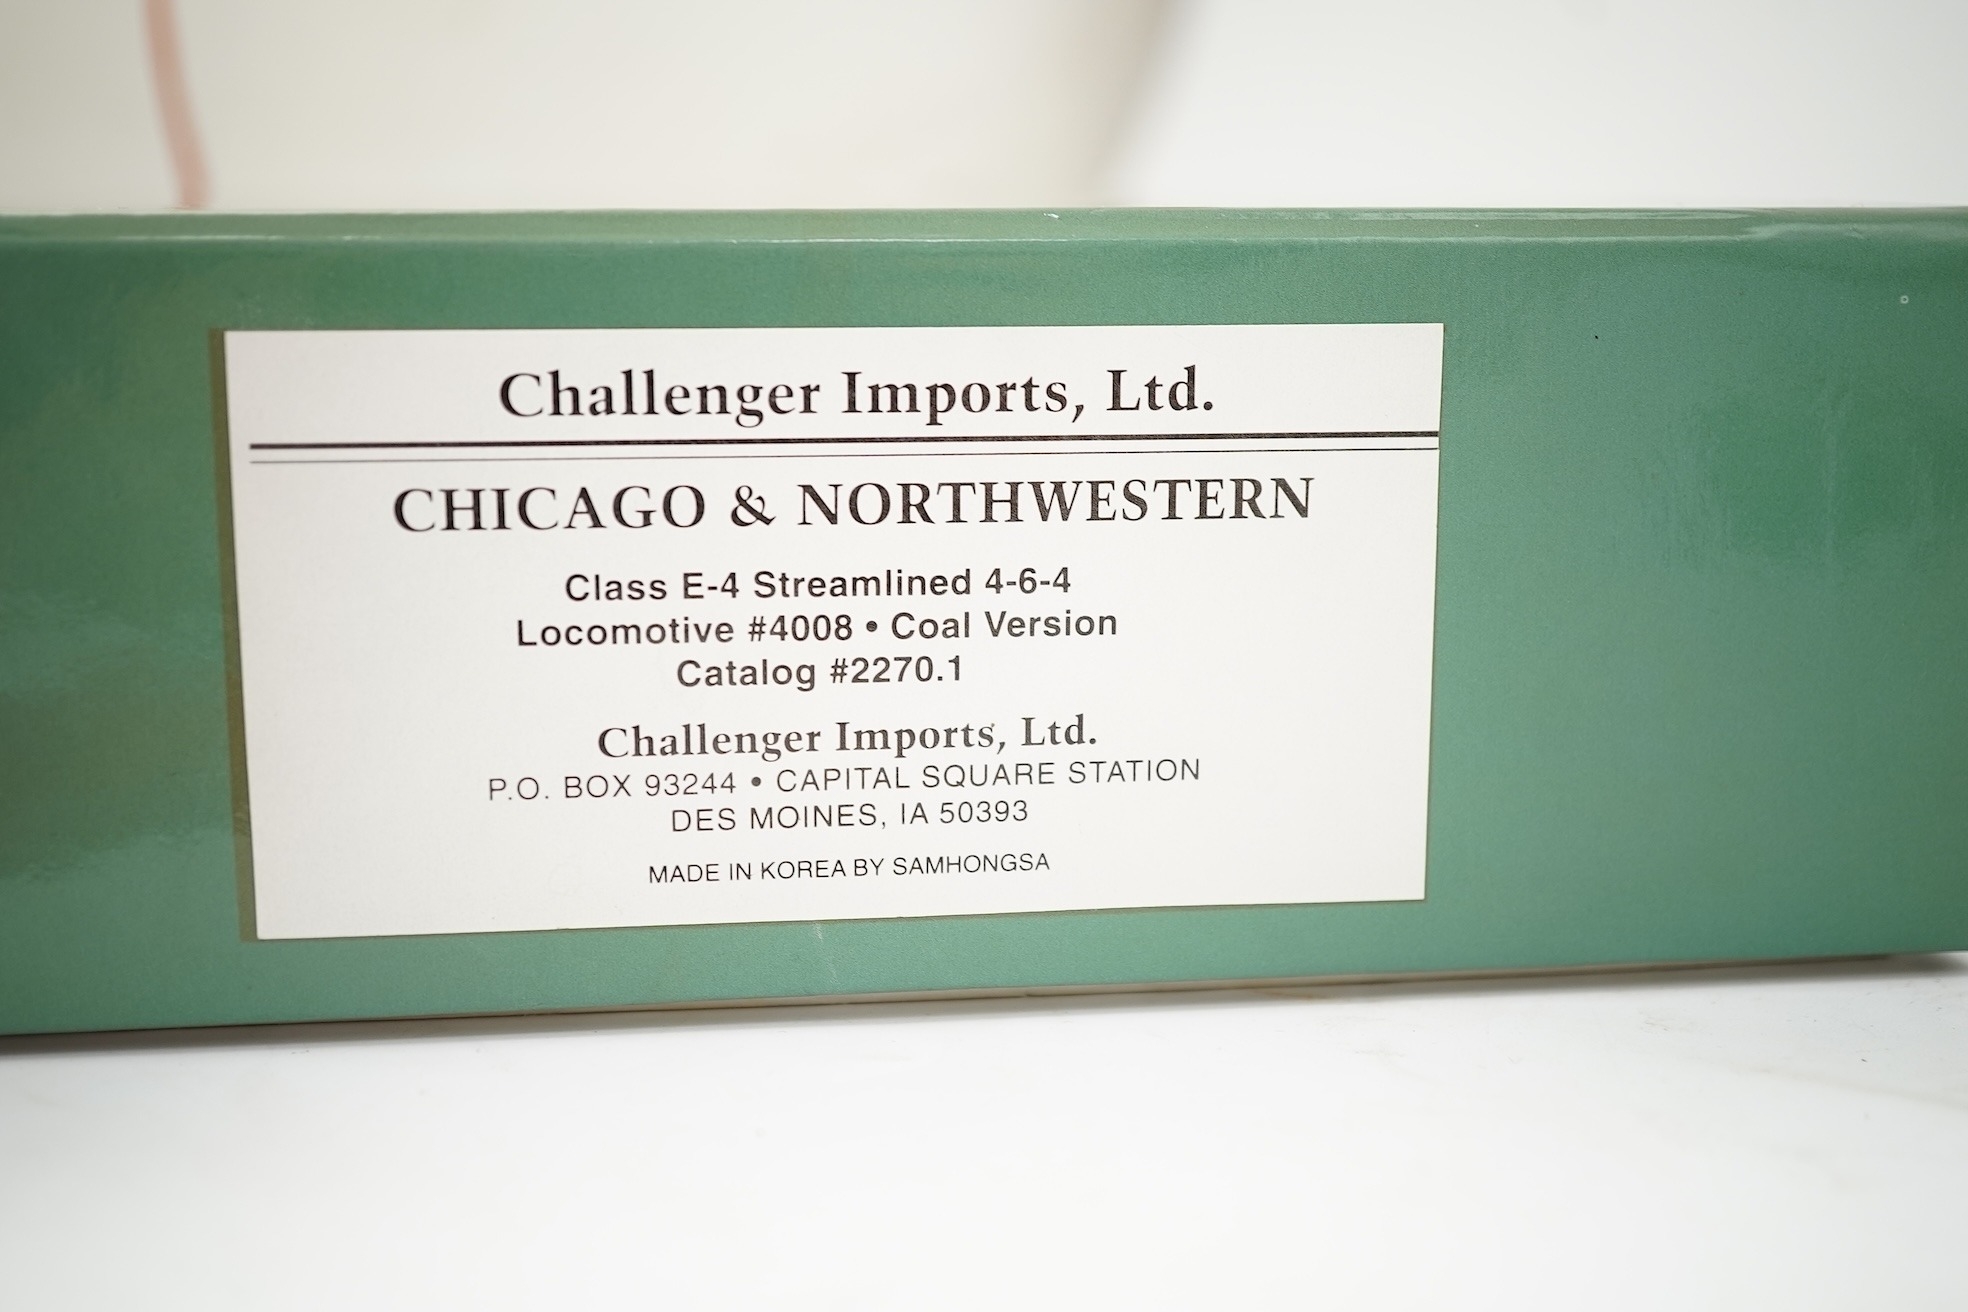 Challenger Imports, Ltd.
CHICAGO & NORTHWESTERN
Class E-4 Streamlined 4-6-4
Locomotive #4008 • Coal Version
Catalog #2270.1
Challenger Imports, Ltd.
P.O. BOX 93244 • CAPITAL SQUARE STATION
DES MOINES, IA 50393
MADE IN KOREA BY SAMHONGSA